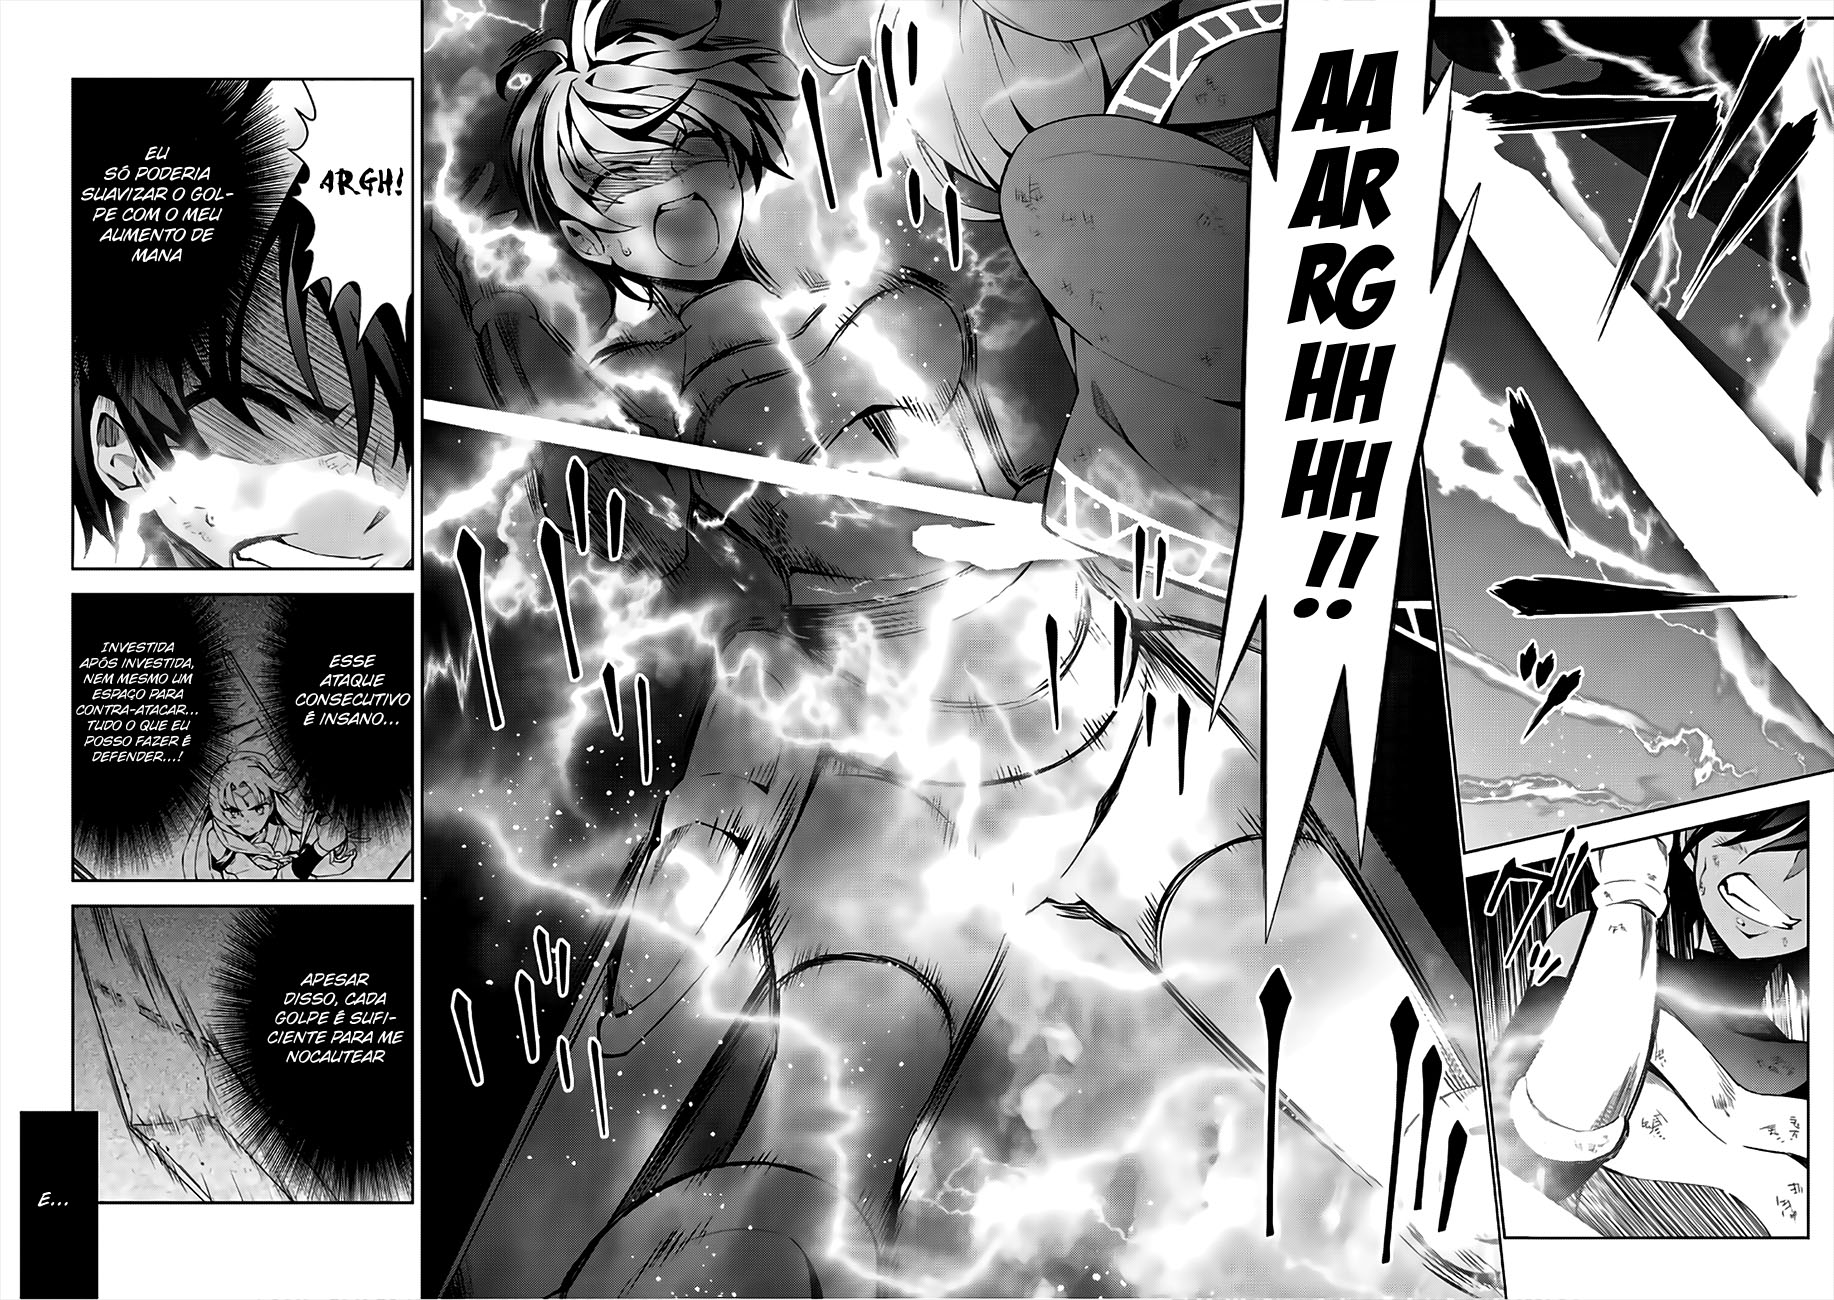 AA
AR
RG
HH
HH!!
ARGH!
EU
SÓ PODERIA
SUAVIZAR O GOL-
PE COM O MEU
AUMENTO DE
MANA
ESSE
ATAQUE
CONSECUTIVO
É INSANO...
INVESTIDA
APÓS INVESTIDA,
NEM MESMO UM
ESPAÇO PARA
CONTRA-ATACAR...
TUDO O QUE EU
POSSO FAZER É
DEFENDER...!
APESAR
DISSO, CADA
GOLPE É SUFI-
CIENTE PARA ME
NOCAUTEAR
E...